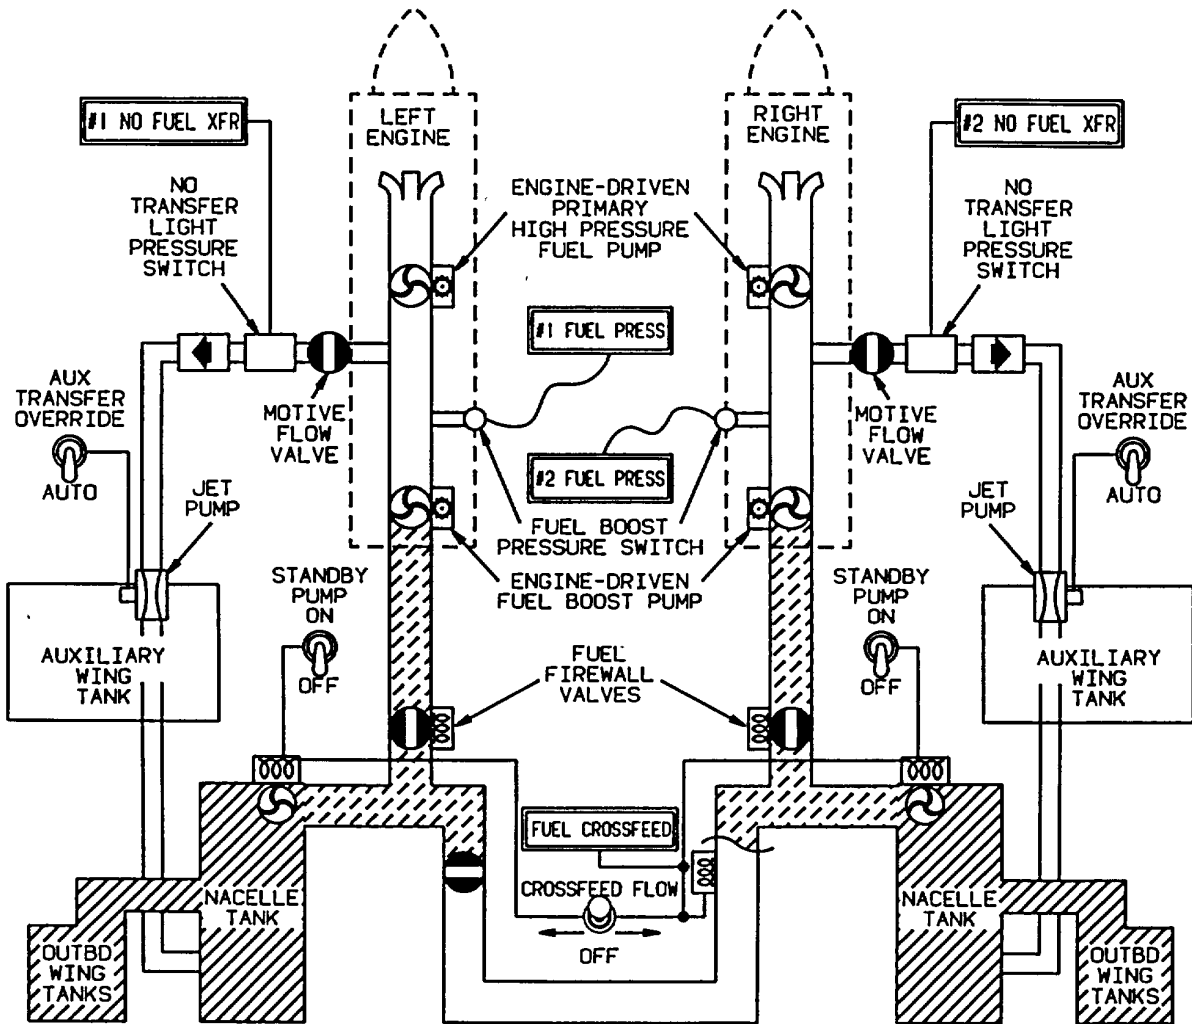 LEFT
ENGINE
RIGHT
ENGINE
#1 NO FUEL XFR
#2 NO FUEL XFR
NO
TRANSFER
LIGHT
PRESSURE
SWITCH
ENGINE-DRIVEN
PRIMARY
HIGH PRESSURE
FUEL PUMP
NO
TRANSFER
LIGHT
PRESSURE
SWITCH
#1 FUEL PRESS
AUX
TRANSFER
OVERRIDE
AUTO
MOTIVE
FLOW
VALVE
MOTIVE
FLOW
VALVE
AUX
TRANSFER
OVERRIDE
AUTO
#2 FUEL PRESS
JET
PUMP
JET
PUMP
FUEL BOOST
PRESSURE SWITCH
STANDBY
PUMP
ON
OFF
ENGINE-DRIVEN
FUEL BOOST PUMP
STANDBY
PUMP
ON
OFF
AUXILIARY
WING
TANK
FUEL
FIREWALL
VALVES
AUXILIARY
WING
TANK
FUEL CROSSFEED
CROSSFEED FLOW
OFF
NACELLE
TANK
NACELLE
TANK
OUTBD
WING
TANKS
OUTBD
WING
TANKS